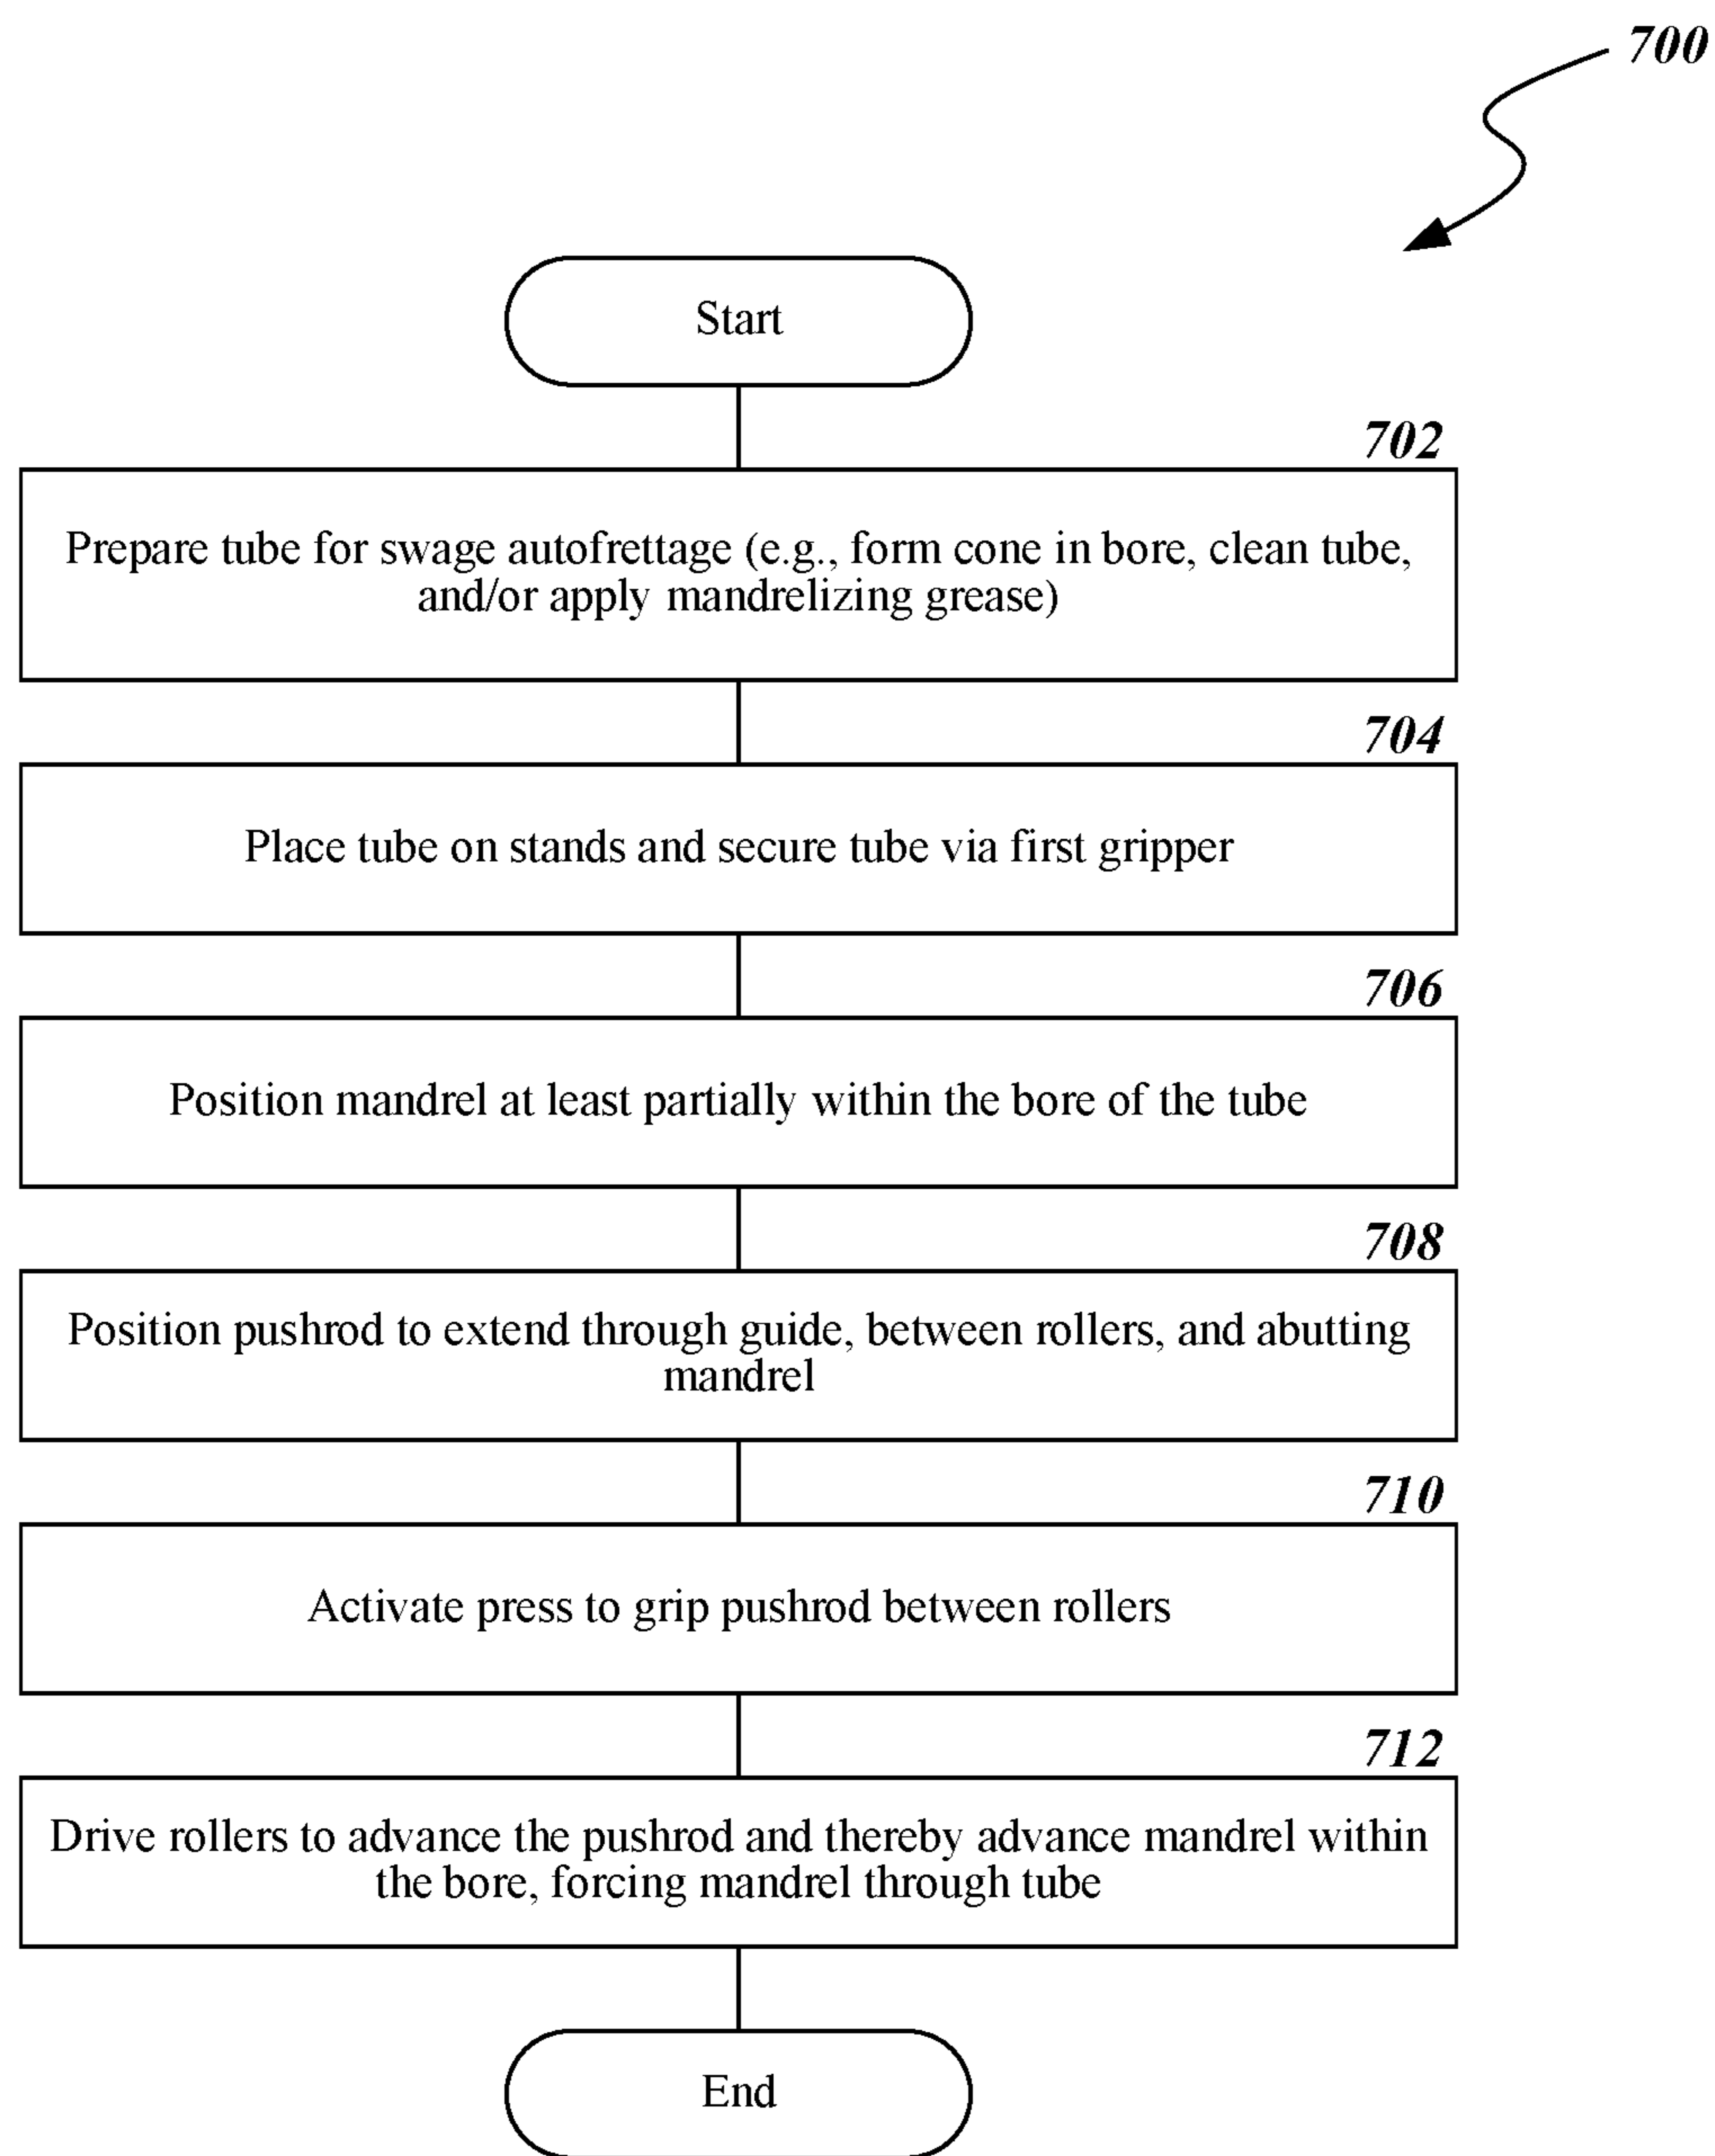 700
Start
702
Prepare tube for swage autofrettage (e.g., form cone in bore, clean tube,
and/or apply mandrelizing grease)
704
Place tube on stands and secure tube via first gripper
706
Position mandrel at least partially within the bore of the tube
708
Position pushrod to extend through guide, between rollers, and abutting
mandrel
710
Activate press to grip pushrod between rollers
712
Drive rollers to advance the pushrod and thereby advance mandrel within
the bore, forcing mandrel through tube
End